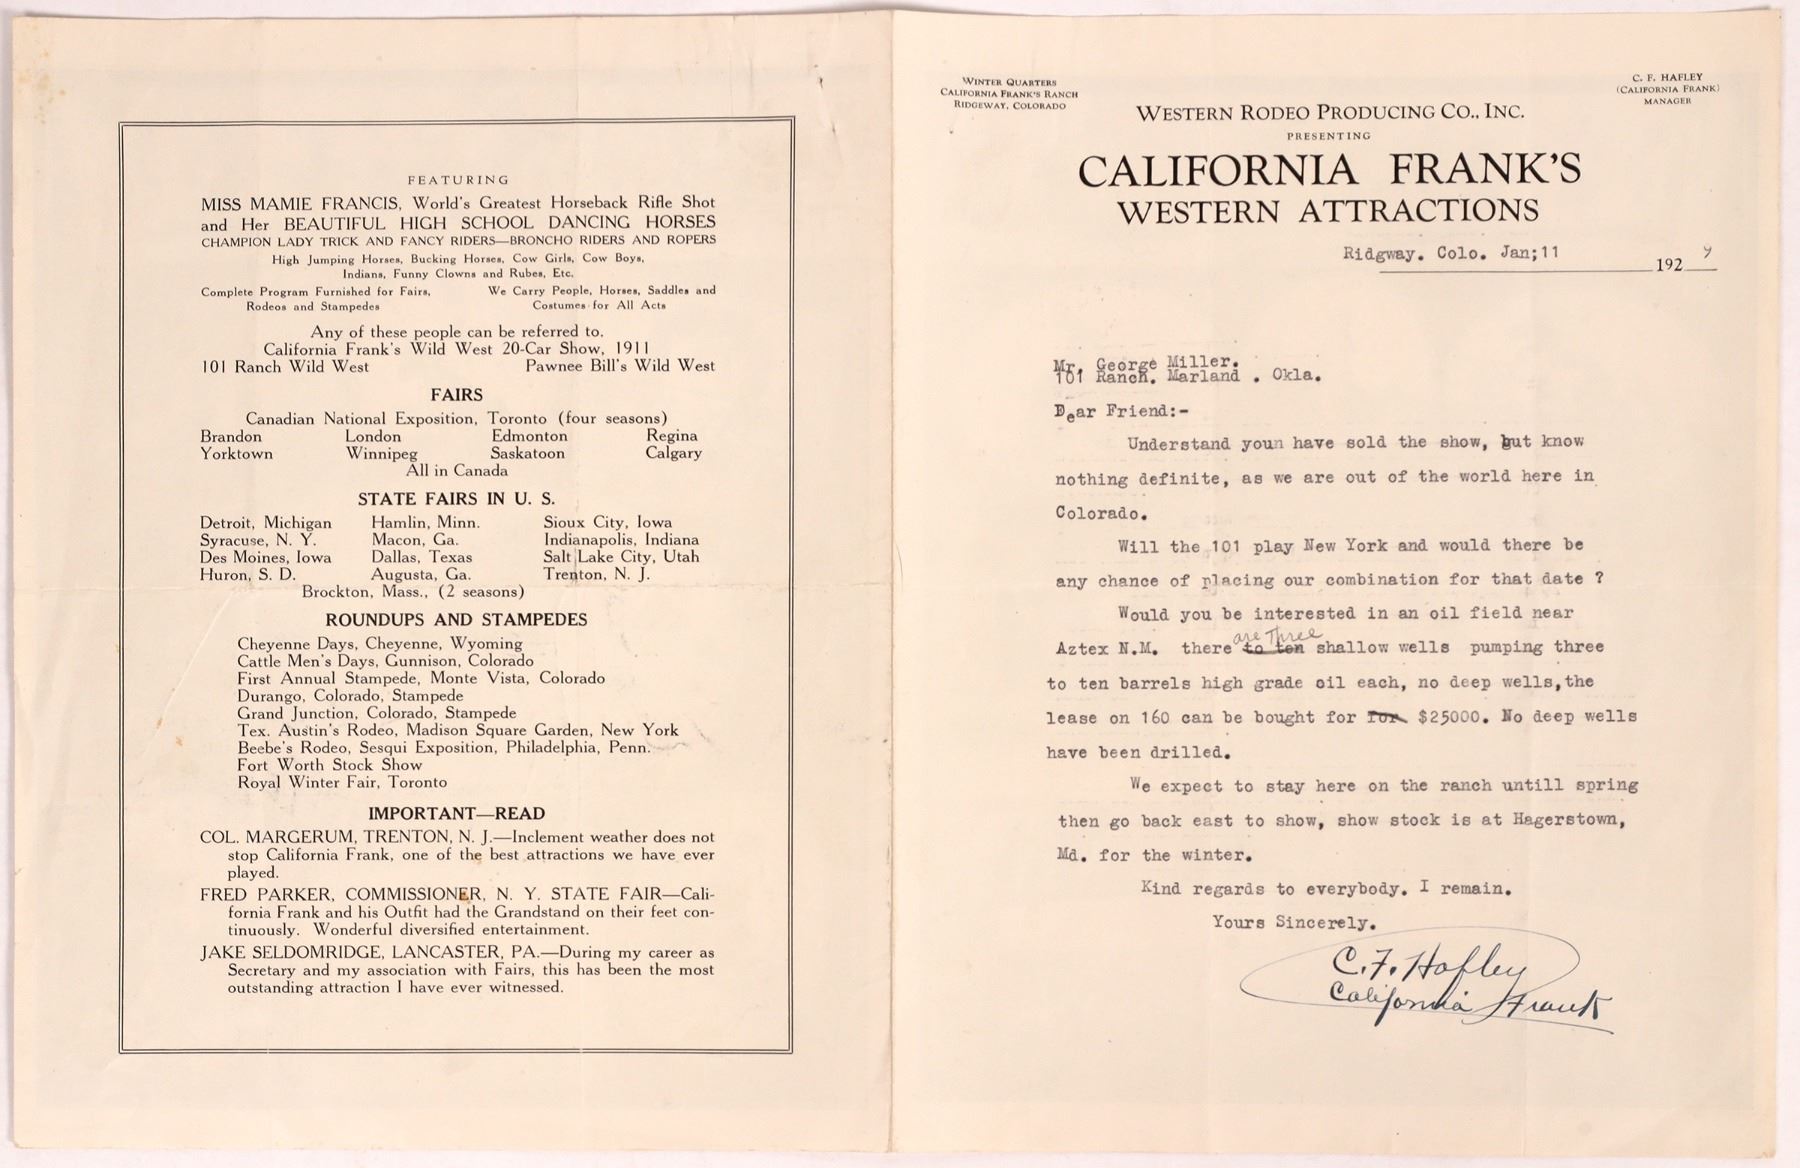 FEATURING
MISS MAMIE FRANCIS, World's Greatest Horseback Rifle Shot
and Her BEAUTIFUL HIGH SCHOOL DANCING HORSES
CHAMPION LADY TRICK AND FANCY RIDERS—BRONCHO RIDERS AND ROPERS
High Jumping Horses, Bucking Horses, Cow Girls, Cow Boys,
Indians, Funny Clowns and Rubes, Etc.
Complete Program Furnished for Fairs,
Rodeos and Stampedes
We Carry People, Horses, Saddles and
Costumes for All Acts
Any of these people can be referred to.
California Frank's Wild West 20-Car Show, 1911
101 Ranch Wild West Pawnee Bill's Wild West
FAIRS
Canadian National Exposition, Toronto (four seasons)
Brandon London Edmonton Regina
Yorktown Winnipeg Saskatoon Calgary
All in Canada
STATE FAIRS IN U. S.
Detroit, Michigan Hamlin, Minn. Sioux City, Iowa
Syracuse, N. Y. Macon, Ga. Indianapolis, Indiana
Des Moines, Iowa Dallas, Texas Salt Lake City, Utah
Huron, S. D. Augusta, Ga. Trenton, N. J.
Brockton, Mass., (2 seasons)
ROUNDUPS AND STAMPEDES
Cheyenne Days, Cheyenne, Wyoming
Cattle Men's Days, Gunnison, Colorado
First Annual Stampede, Monte Vista, Colorado
Durango, Colorado, Stampede
Grand Junction, Colorado, Stampede
Tex. Austin's Rodeo, Madison Square Garden, New York
Beebe's Rodeo, Sesqui Exposition, Philadelphia, Penn.
Fort Worth Stock Show
Royal Winter Fair, Toronto
IMPORTANT—READ
COL. MARGERUM, TRENTON, N. J.—Inclement weather does not
stop California Frank, one of the best attractions we have ever
played.
FRED PARKER, COMMISSIONER, N. Y. STATE FAIR—Cali-
fornia Frank and his Outfit had the Grandstand on their feet con-
tinuously. Wonderful diversified entertainment.
JAKE SELDOMRIDGE, LANCASTER, PA.—During my career as
Secretary and my association with Fairs, this has been the most
outstanding attraction I have ever witnessed.
WINTER QUARTERS
CALIFORNIA FRANK'S RANCH
RIDGEWAY, COLORADO
C. F. HAFLEY
(CALIFORNIA FRANK)
MANAGER
WESTERN RODEO PRODUCING CO., INC.
PRESENTING
CALIFORNIA FRANK'S
WESTERN ATTRACTIONS
Ridgway. Colo. Jan;11 1929
Mr. George Miller.
101 Ranch. Marland . Okla.
Dear Friend:-
Understand youn have sold the show, but know
nothing definite, as we are out of the world here in
Colorado.
Will the 101 play New York and would there be
any chance of placing our combination for that date ?
Would you be interested in an oil field near
are Three
Aztex N.M. there to ten shallow wells pumping three
to ten barrels high grade oil each, no deep wells,the
lease on 160 can be bought for for $25000. No deep wells
have been drilled.
We expect to stay here on the ranch untill spring
then go back east to show, show stock is at Hagerstown,
Md. for the winter.
Kind regards to everybody. I remain.
Yours Sincerely.
C. F. Hafley
California Frank